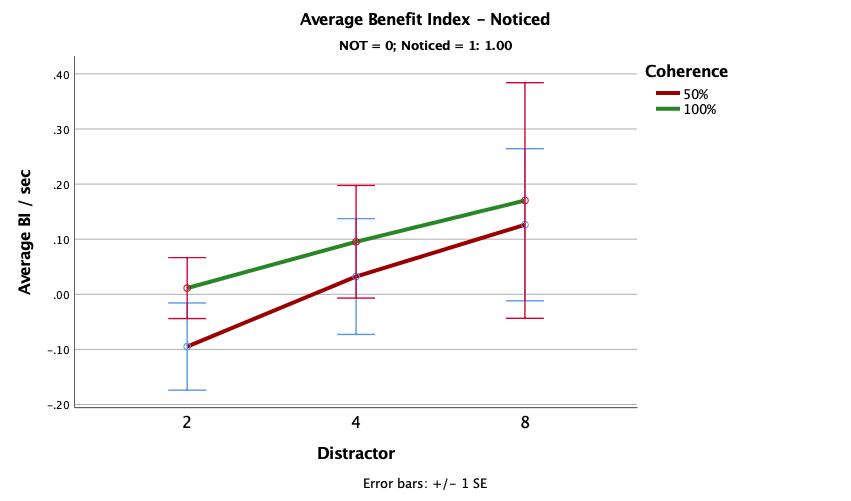 Average Benefit Index – Noticed
NOT = 0; Noticed = 1: 1.00
Coherence
50%
100%
.40
.30
.20
.10
.00
–.10
–.20
Average BI / sec
2 4 8
Distractor
Error bars: +/– 1 SE